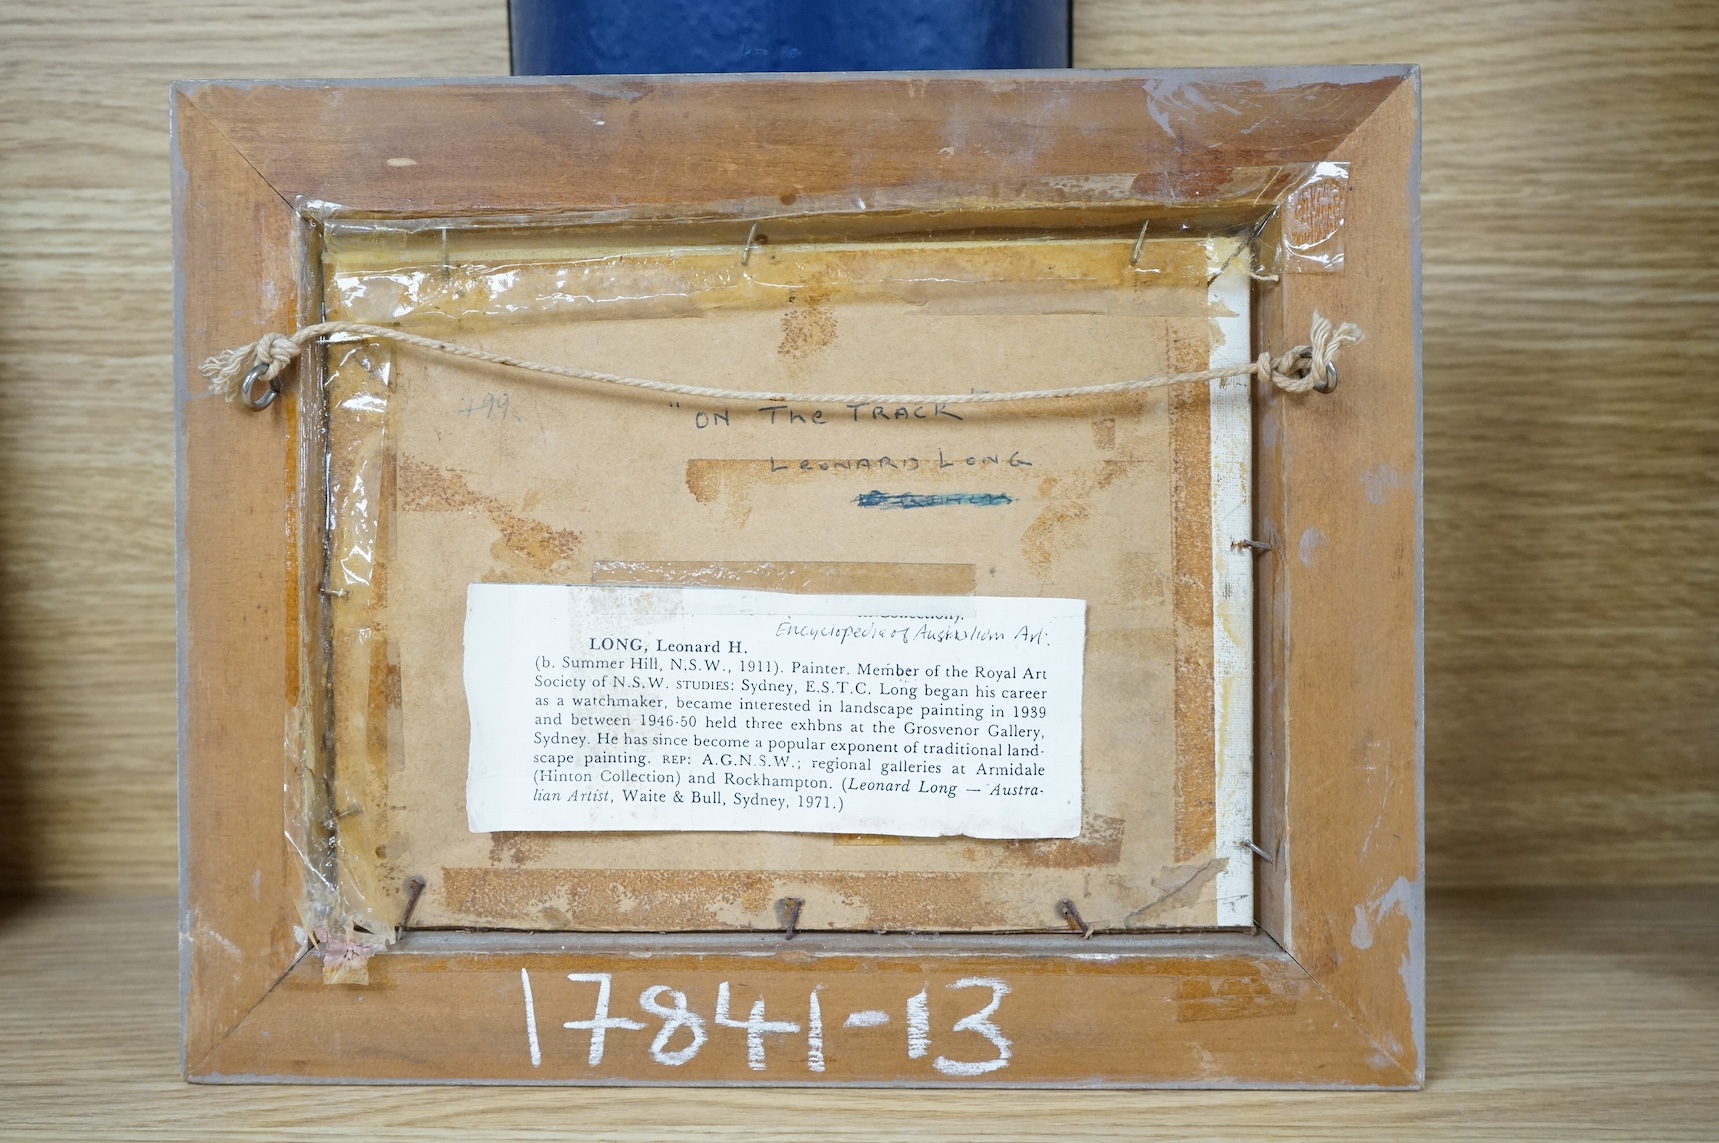 499
"ON The TRACK"
LEONARD LONG
Collection).
Encyclopedia of Australian Art.
LONG, Leonard H.
(b. Summer Hill, N.S.W., 1911). Painter. Member of the Royal Art
Society of N.S.W. STUDIES: Sydney, E.S.T.C. Long began his career
as a watchmaker, became interested in landscape painting in 1939
and between 1946-50 held three exhbns at the Grosvenor Gallery,
Sydney. He has since become a popular exponent of traditional land-
scape painting. REP: A.G.N.S.W.; regional galleries at Armidale
(Hinton Collection) and Rockhampton. (Leonard Long — Austra-
lian Artist, Waite & Bull, Sydney, 1971.)
17841-13